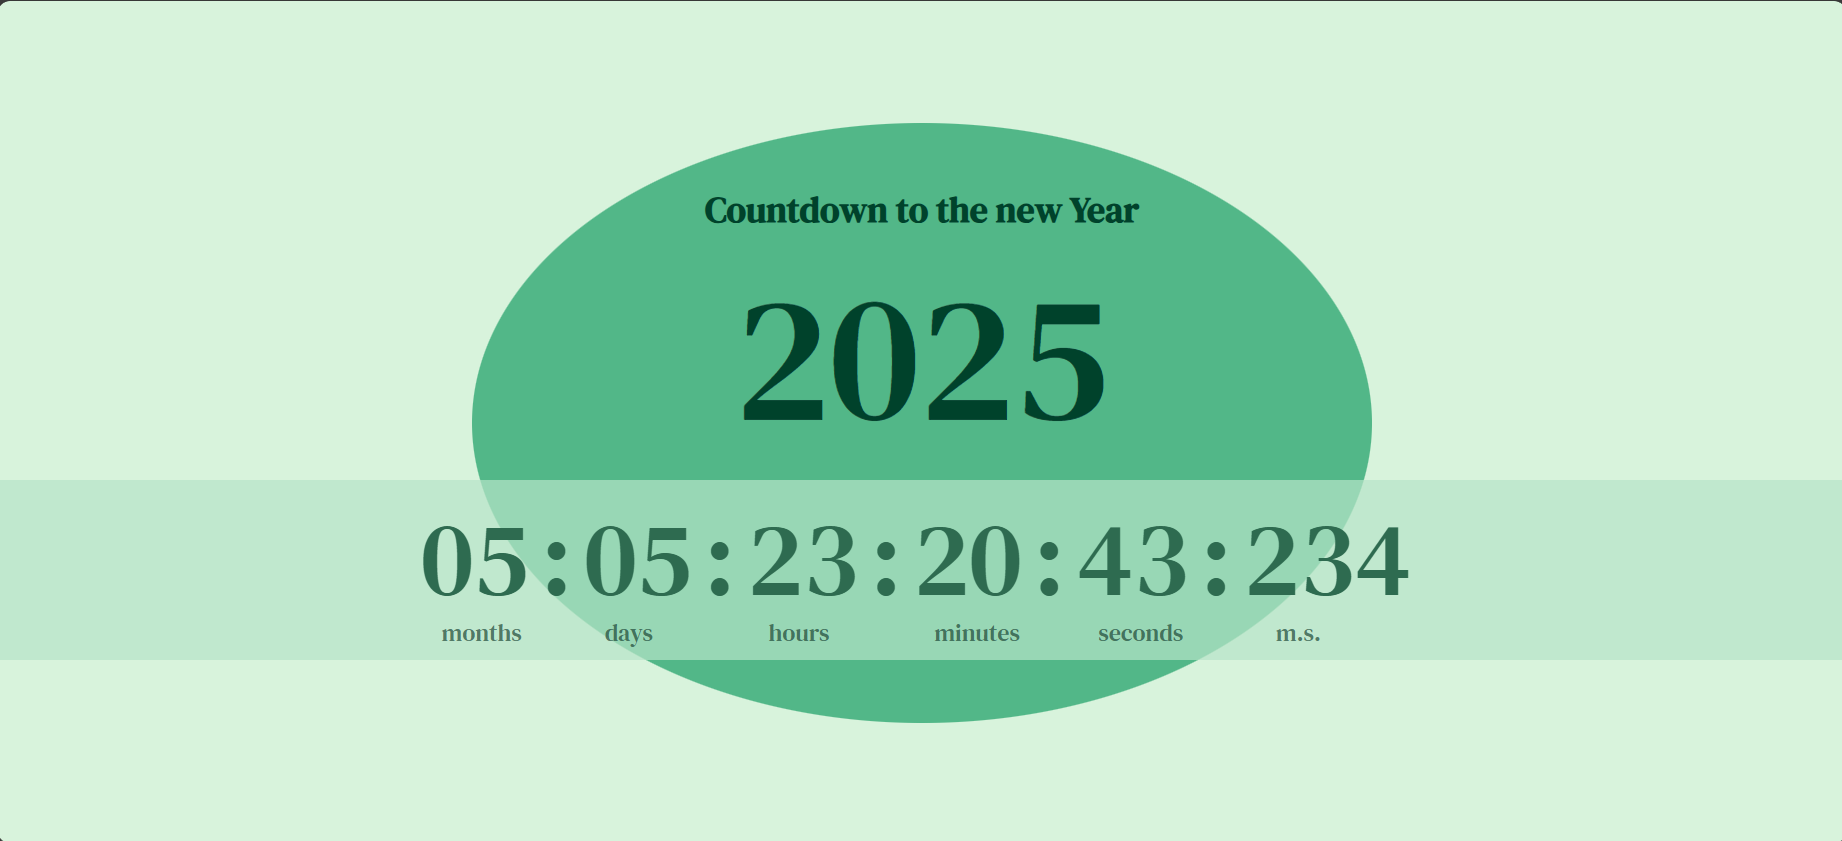 Countdown to the new Year
2025
05:05:23:20:43:234
months days hours minutes seconds m.s.